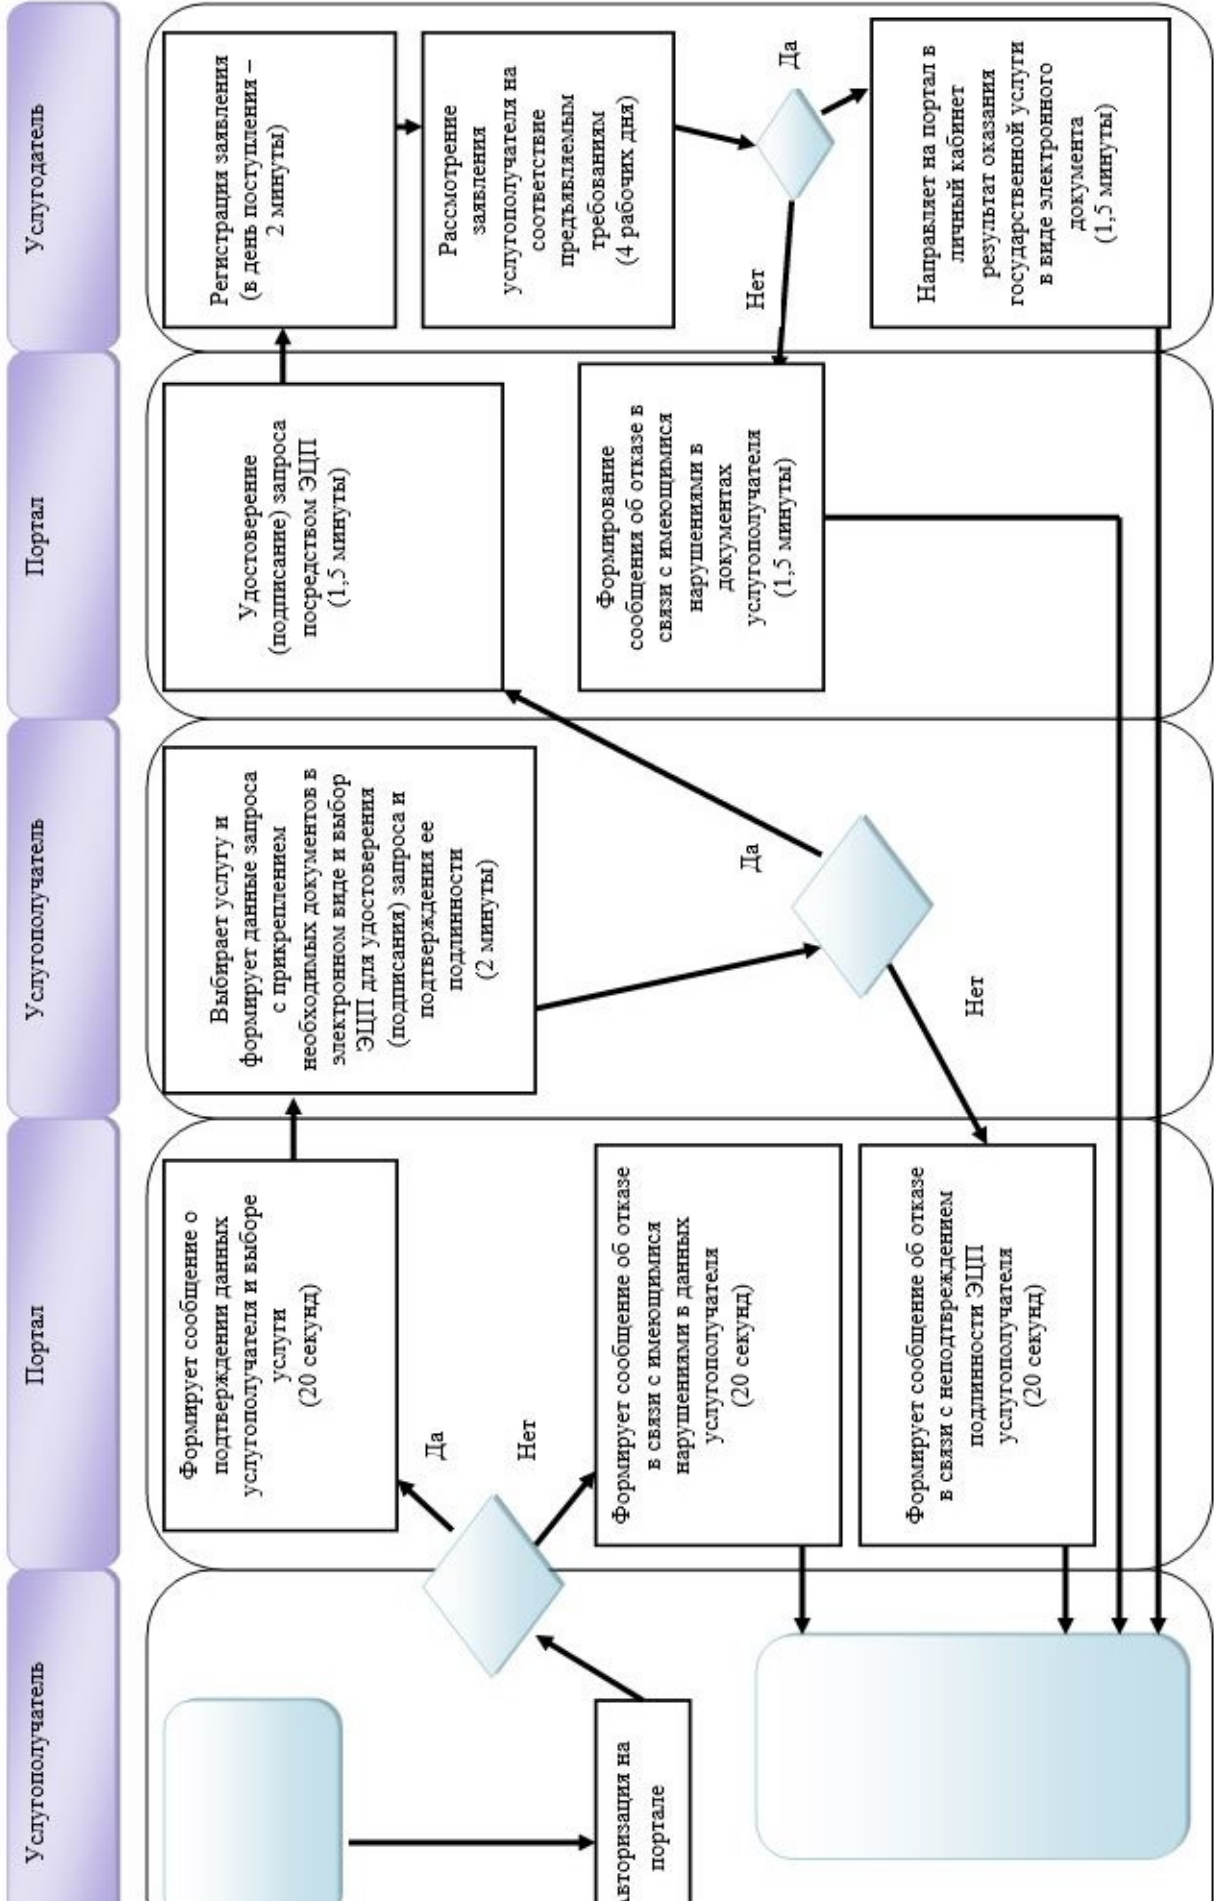 Услугополучатель
Портал
Услугополучатель
Портал
Услугодатель
Авторизация на
портале
Да
Нет
Формирует сообщение о
подтверждении данных
услугополучателя и выборе
услуги
(20 секунд)
Формирует сообщение об отказе
в связи с имеющимися
нарушениями в данных
услугополучателя
(20 секунд)
Формирует сообщение об отказе
в связи с неподтвреждением
подлинности ЭЦП
услугополучателя
(20 секунд)
Выбирает услугу и
формирует данные запроса
с прикреплением
необходимых документов в
электронном виде и выбор
ЭЦП для удостоверения
(подписания) запроса и
подтверждения ее
подлинности
(2 минуты)
Да
Нет
Удостоверение
(подписание) запроса
посредством ЭЦП
(1,5 минуты)
Формирование
сообщения об отказе в
связи с имеющимися
нарушениями в
документах
услугополучателя
(1,5 минуты)
Регистрация заявления
(в день поступления –
2 минуты)
Рассмотрение
заявления
услугополучателя на
соответствие
предъявляемым
требованиям
(4 рабочих дня)
Нет
Да
Направляет на портал в
личный кабинет
результат оказания
государственной услуги
в виде электронного
документа
(1,5 минуты)